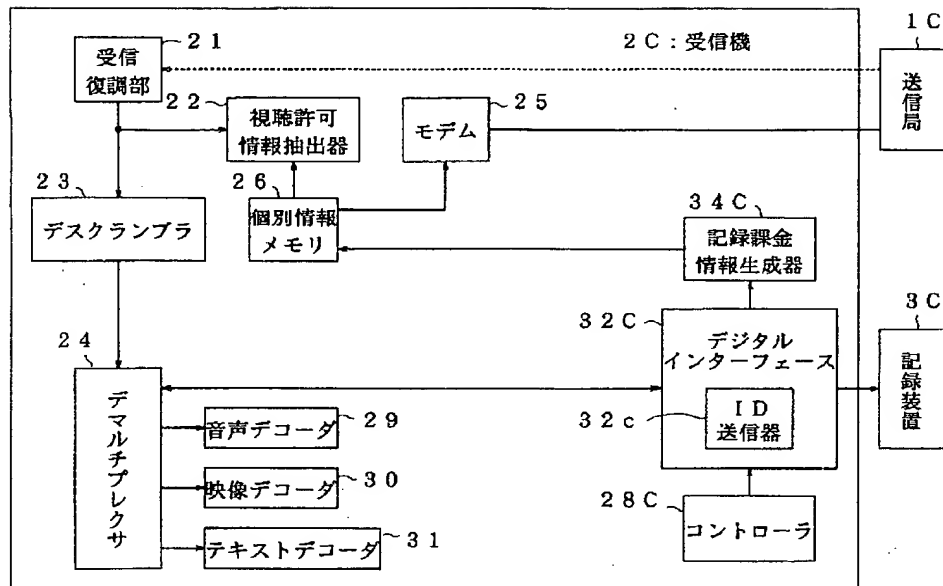 21
受信
復調部
2C：受信機
1C
送信局
22
視聴許可
情報抽出器
25
モデム
23
デスクランブラ
26
個別情報
メモリ
34C
記録課金
情報生成器
3C
記録装置
32C
デジタル
インターフェース
32c
ID
送信器
24
デマルチプレクサ
音声デコーダ
29
映像デコーダ
30
テキストデコーダ
31
28C
コントローラ